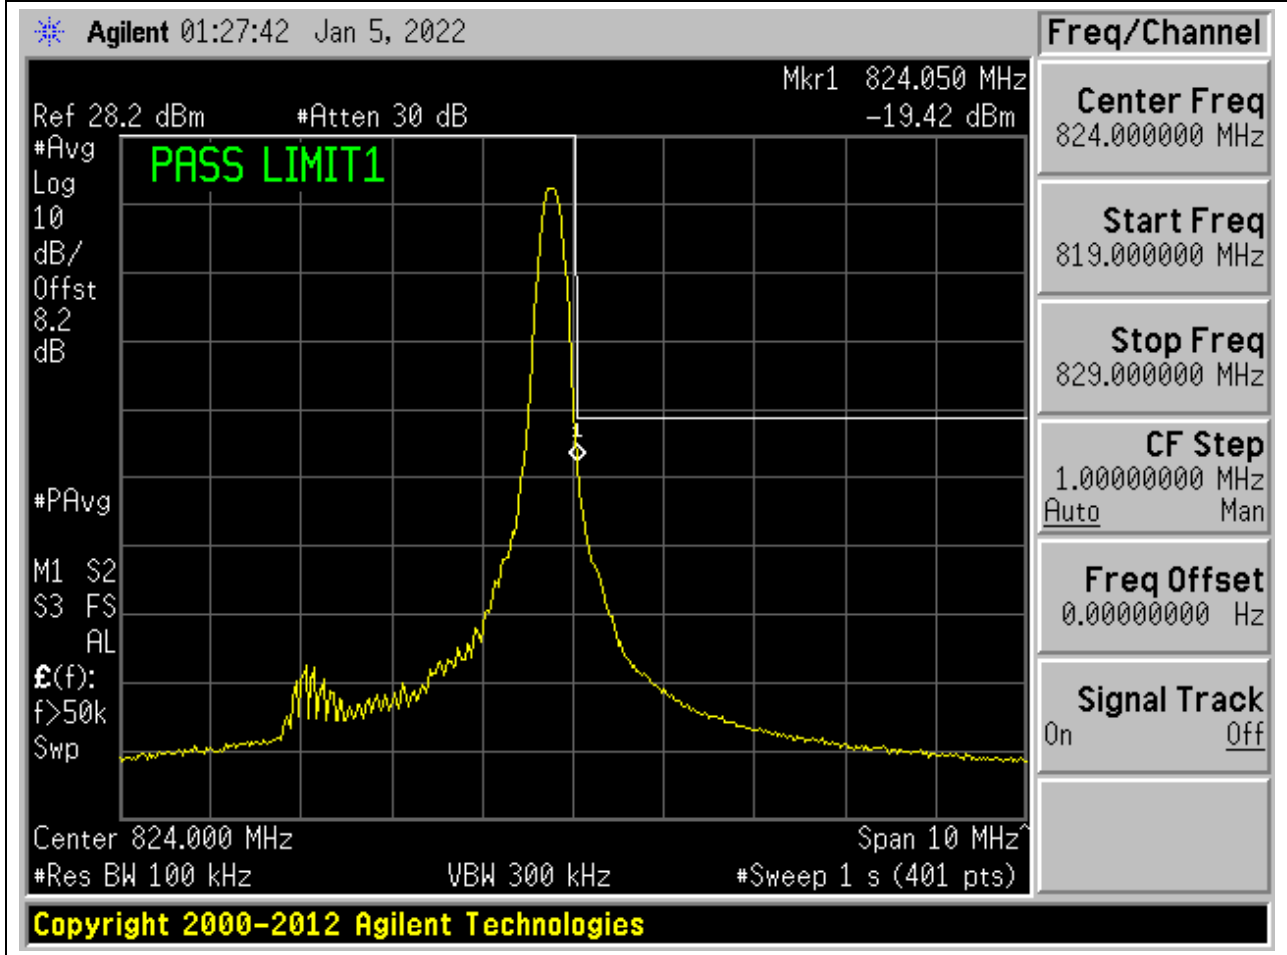 Agilent 01:27:42 Jan 5, 2022
Freq/Channel
Mkr1 824.050 MHz
Ref 28.2 dBm #Atten 30 dB -19.42 dBm
#Avg
Log
10
dB/
Offst
8.2
dB
#PAvg
M1 S2
S3 FS
AL
£(f):
f>50k
Swp
PASS LIMIT1
1
Center 824.000 MHz Span 10 MHz^
#Res BW 100 kHz VBW 300 kHz #Sweep 1 s (401 pts)
Center Freq
824.000000 MHz
Start Freq
819.000000 MHz
Stop Freq
829.000000 MHz
CF Step
1.00000000 MHz
Auto Man
Freq Offset
0.00000000 Hz
Signal Track
On Off
Copyright 2000-2012 Agilent Technologies